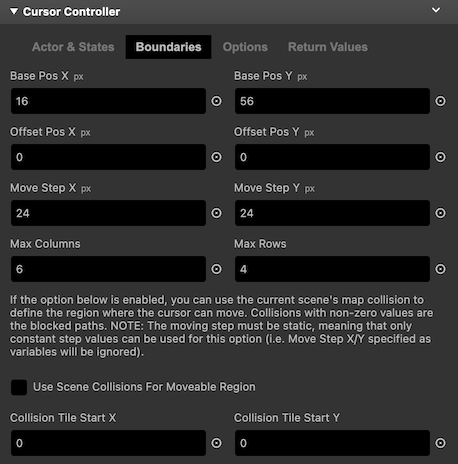 Cursor Controller
Actor & States Boundaries Options Return Values
Base Pos X px Base Pos Y px
16 56
Offset Pos X px Offset Pos Y px
0 0
Move Step X px Move Step Y px
24 24
Max Columns Max Rows
6 4
If the option below is enabled, you can use the current scene's map collision to
define the region where the cursor can move. Collisions with non-zero values are
the blocked paths. NOTE: The moving step must be static, meaning that only
constant step values can be used for this option (i.e. Move Step X/Y specified as
variables will be ignored).
Use Scene Collisions For Moveable Region
Collision Tile Start X Collision Tile Start Y
0 0